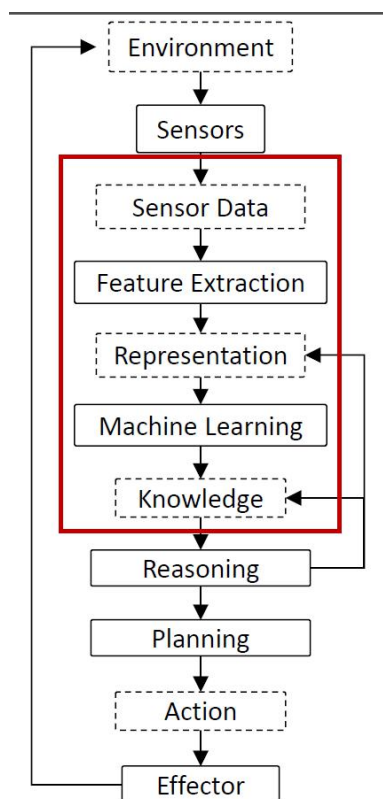 Environment
Sensors
Sensor Data
Feature Extraction
Representation
Machine Learning
Knowledge
Reasoning
Planning
Action
Effector